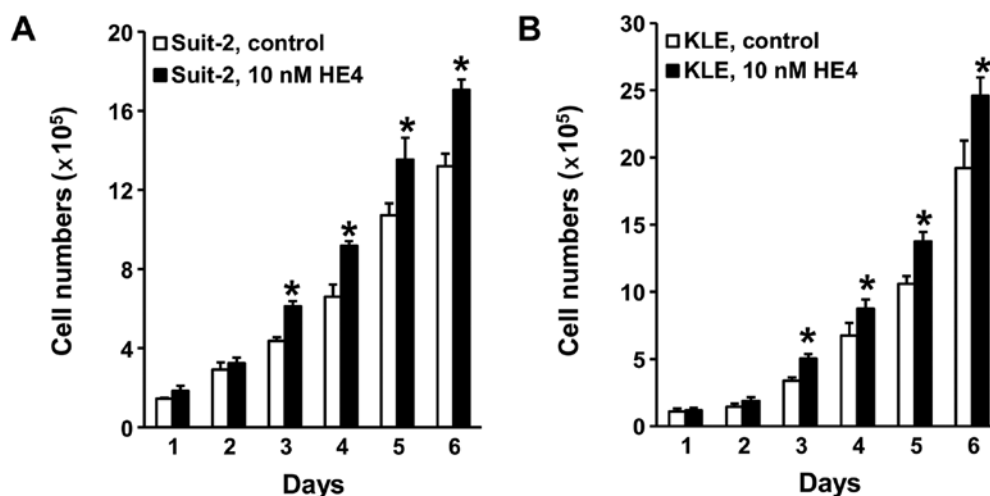 A
Suit-2, control
Suit-2, 10 nM HE4
Cell numbers (x10⁵)
20
16
12
8
4
0
* * * *
1 2 3 4 5 6
Days
B
KLE, control
KLE, 10 nM HE4
Cell numbers (x10⁵)
30
25
20
15
10
5
0
* * * *
1 2 3 4 5 6
Days